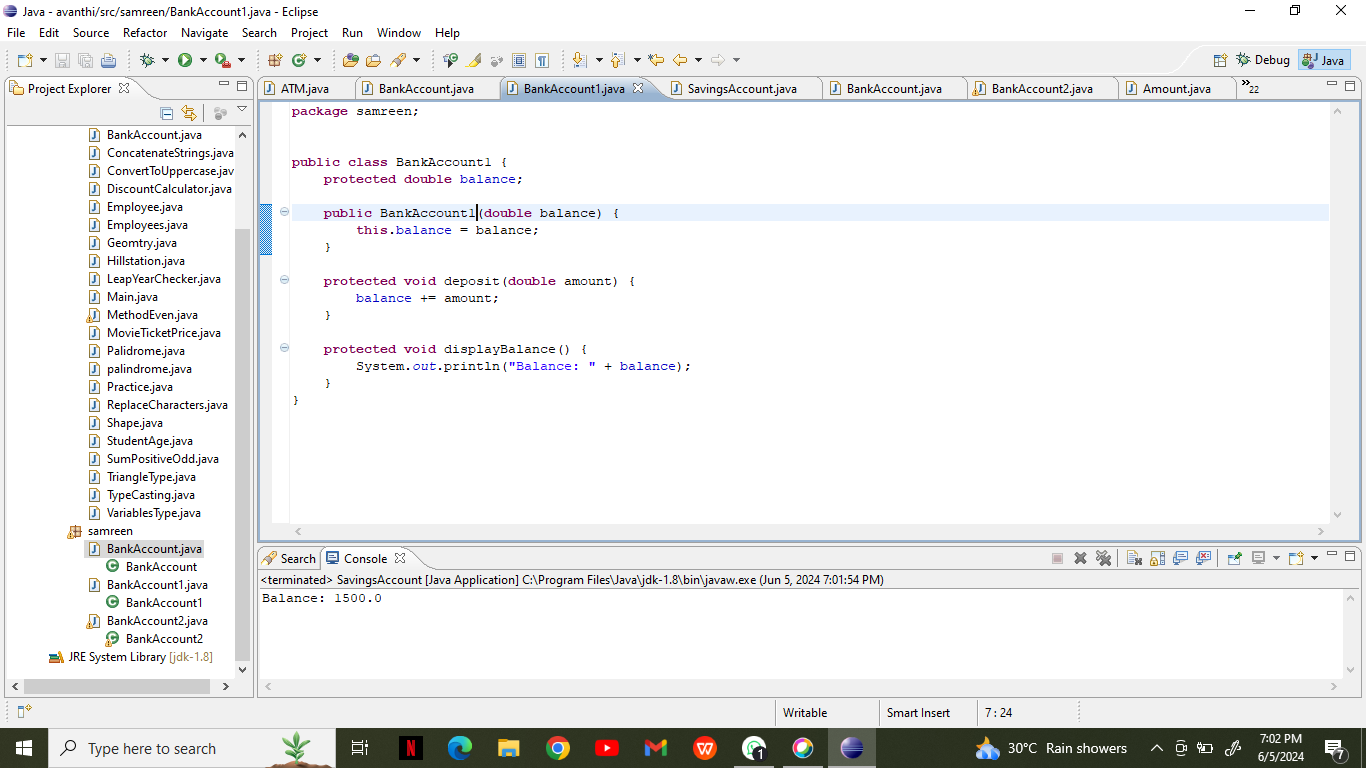 Java - avanthi/src/samreen/BankAccount1.java - Eclipse
File Edit Source Refactor Navigate Search Project Run Window Help
Debug Java
Project Explorer
ATM.java BankAccount.java BankAccount1.java SavingsAccount.java BankAccount.java BankAccount2.java Amount.java »22
BankAccount.java
ConcatenateStrings.java
ConvertToUppercase.jav
DiscountCalculator.java
Employee.java
Employees.java
Geomtry.java
Hillstation.java
LeapYearChecker.java
Main.java
MethodEven.java
MovieTicketPrice.java
Palidrome.java
palindrome.java
Practice.java
ReplaceCharacters.java
Shape.java
StudentAge.java
SumPositiveOdd.java
TriangleType.java
TypeCasting.java
VariablesType.java
samreen
BankAccount.java
BankAccount
BankAccount1.java
BankAccount1
BankAccount2.java
BankAccount2
JRE System Library [jdk-1.8]
package samreen;
public class BankAccount1 {
protected double balance;
public BankAccount1(double balance) {
this.balance = balance;
}
protected void deposit(double amount) {
balance += amount;
}
protected void displayBalance() {
System.out.println("Balance: " + balance);
}
}
Search Console
<terminated> SavingsAccount [Java Application] C:\Program Files\Java\jdk-1.8\bin\javaw.exe (Jun 5, 2024 7:01:54 PM)
Balance: 1500.0
Writable Smart Insert 7 : 24
Type here to search
N
W
1
30°C Rain showers
7:02 PM
6/5/2024
7